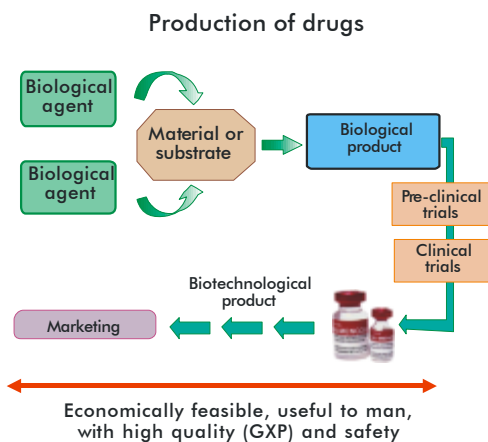 Production of drugs
Biological
agent
Material or
substrate
Biological
product
Biological
agent
Pre-clinical
trials
Clinical
trials
Biotechnological
product
Marketing
Economically feasible, useful to man,
with high quality (GXP) and safety